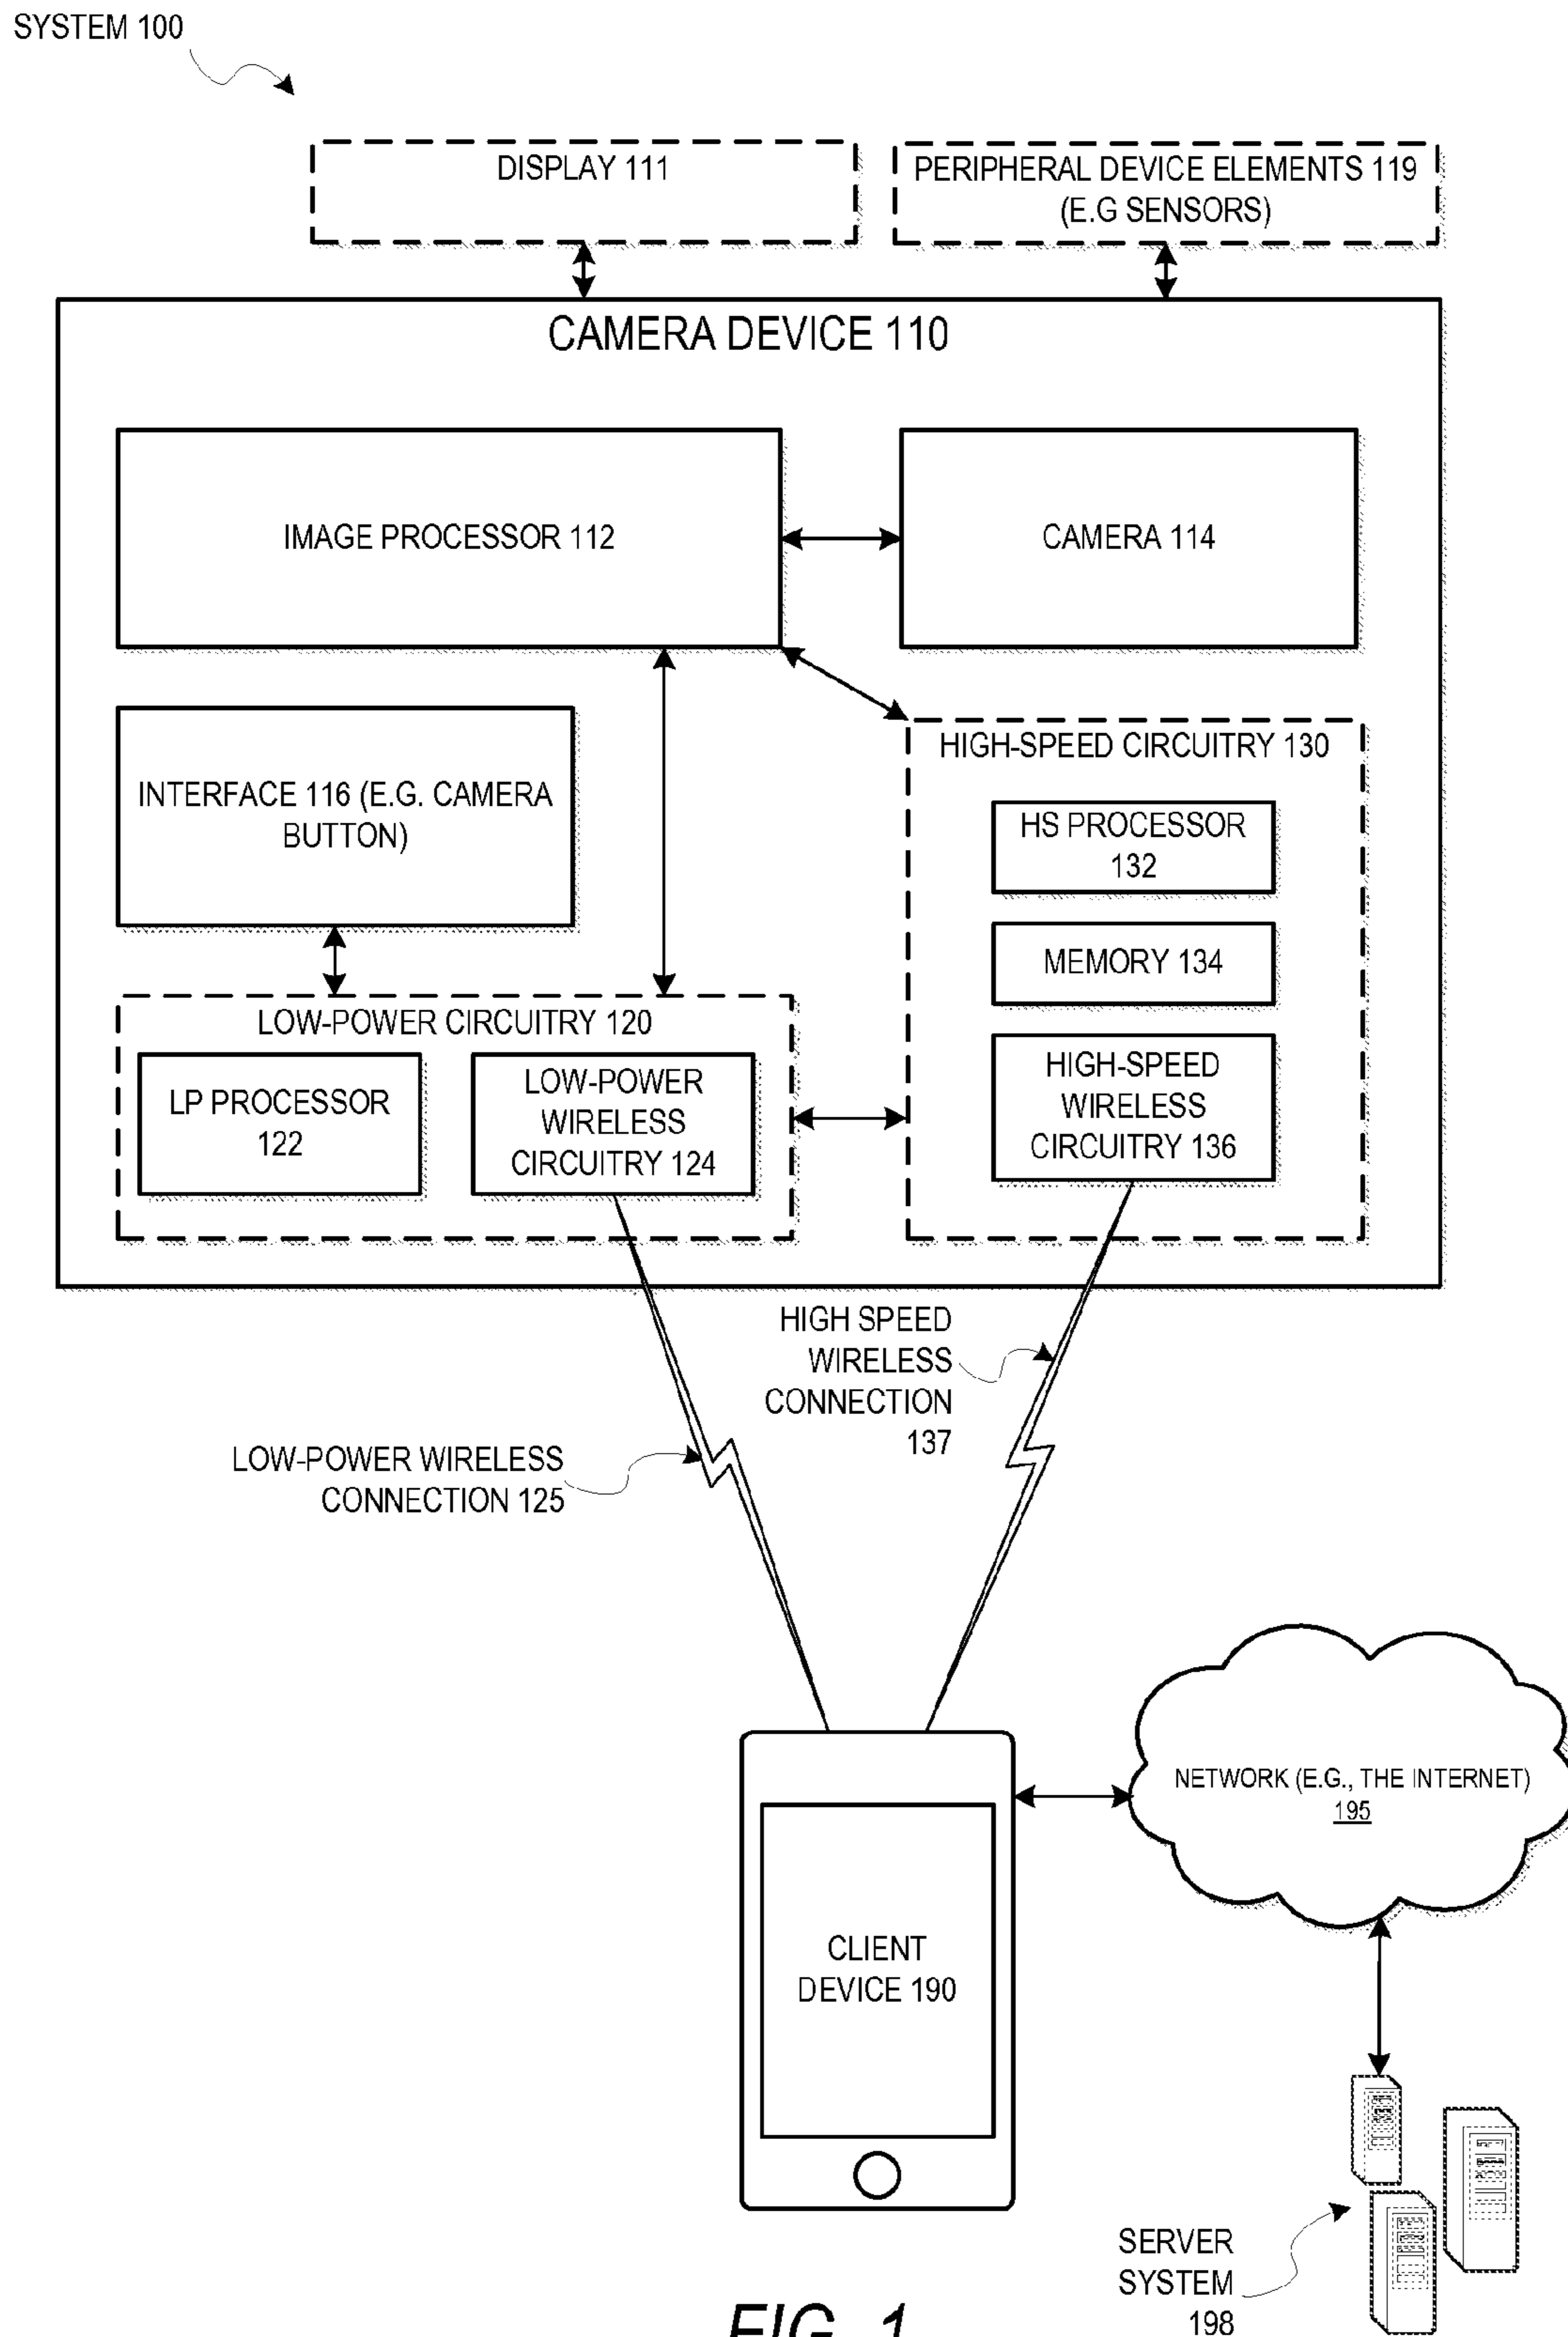 SYSTEM 100
DISPLAY 111
PERIPHERAL DEVICE ELEMENTS 119
(E.G SENSORS)
CAMERA DEVICE 110
IMAGE PROCESSOR 112
CAMERA 114
INTERFACE 116 (E.G. CAMERA
BUTTON)
HIGH-SPEED CIRCUITRY 130
HS PROCESSOR
132
MEMORY 134
HIGH-SPEED
WIRELESS
CIRCUITRY 136
LOW-POWER CIRCUITRY 120
LP PROCESSOR
122
LOW-POWER
WIRELESS
CIRCUITRY 124
HIGH SPEED
WIRELESS
CONNECTION
137
LOW-POWER WIRELESS
CONNECTION 125
NETWORK (E.G., THE INTERNET)
195
CLIENT
DEVICE 190
SERVER
SYSTEM
198
FIG. 1